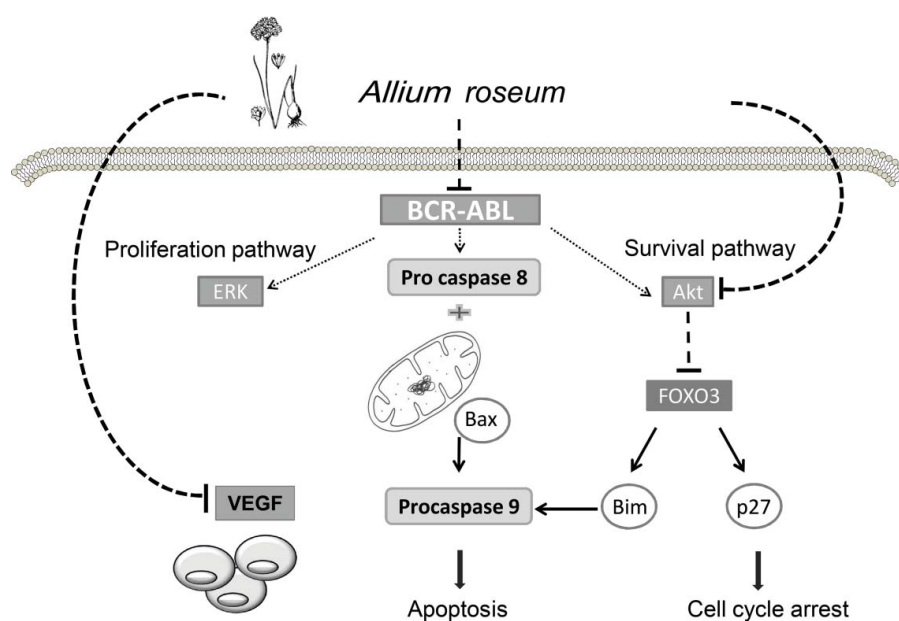 Allium roseum
BCR-ABL
Proliferation pathway
Survival pathway
ERK
Pro caspase 8
Akt
FOXO3
Bax
VEGF
Procaspase 9
Bim
p27
Apoptosis
Cell cycle arrest